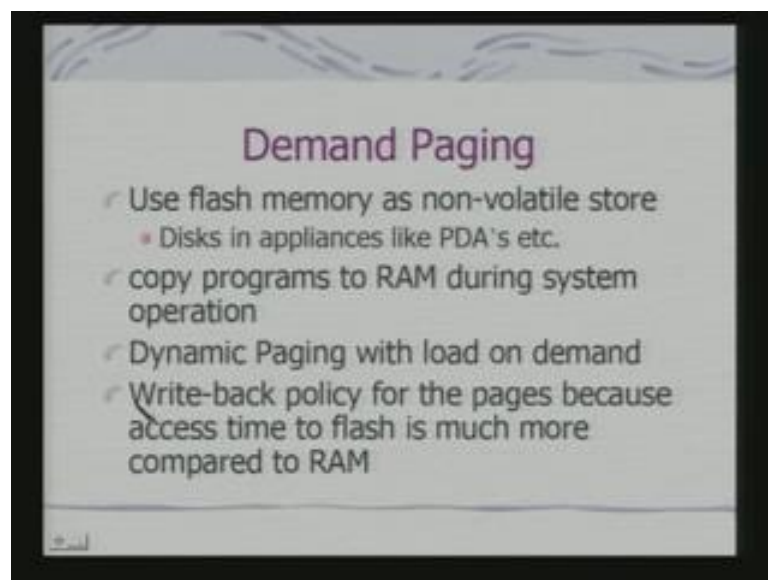 Demand Paging
Use flash memory as non-volatile store
Disks in appliances like PDA's etc.
copy programs to RAM during system
operation
Dynamic Paging with load on demand
Write-back policy for the pages because
access time to flash is much more
compared to RAM